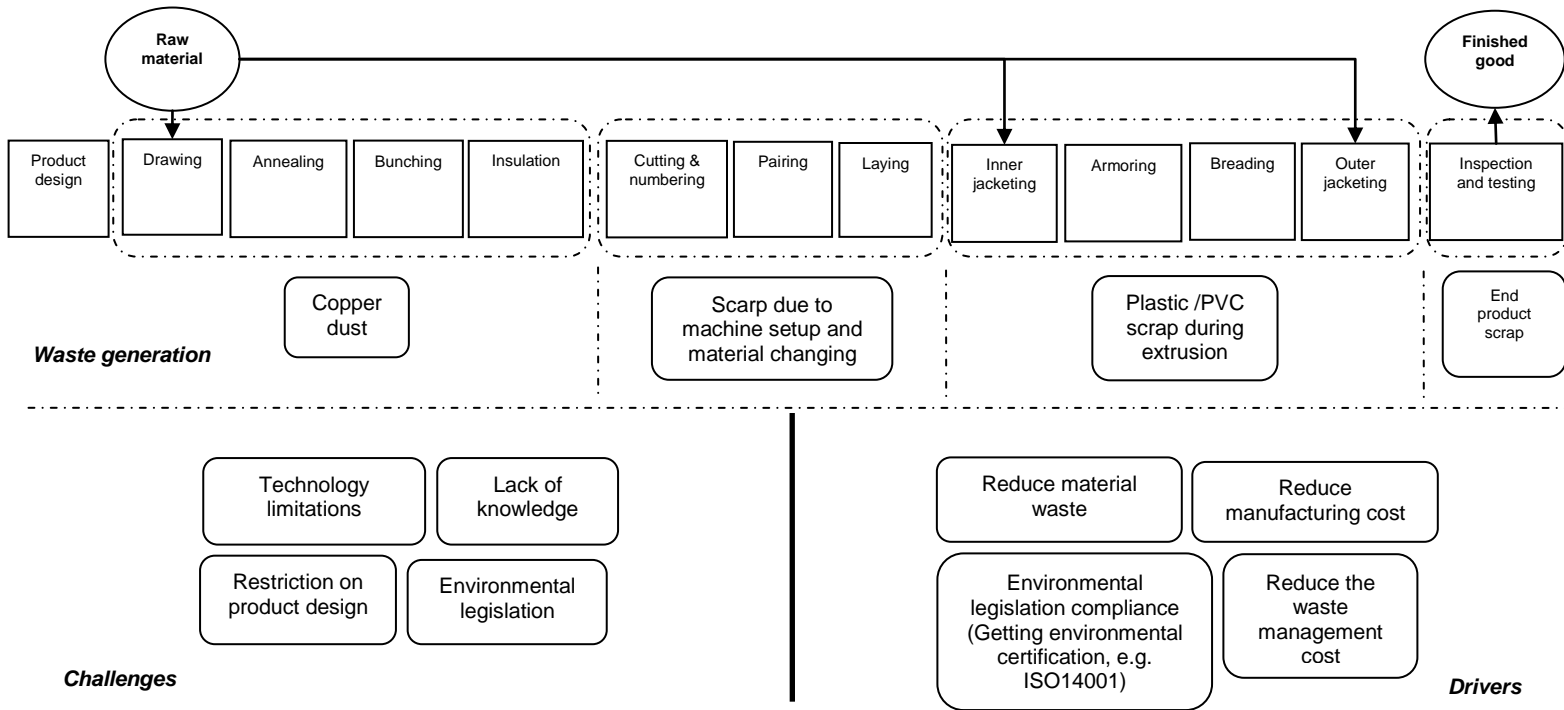 Raw
material
Finished
good
Product
design
Drawing
Annealing
Bunching
Insulation
Cutting &
numbering
Pairing
Laying
Inner
jacketing
Armoring
Breading
Outer
jacketing
Inspection
and testing
Copper
dust
Scarp due to
machine setup and
material changing
Plastic /PVC
scrap during
extrusion
End
product
scrap
Waste generation
Technology
limitations
Lack of
knowledge
Restriction on
product design
Environmental
legislation
Challenges
Reduce material
waste
Reduce
manufacturing cost
Environmental
legislation compliance
(Getting environmental
certification, e.g.
ISO14001)
Reduce the
waste
management
cost
Drivers